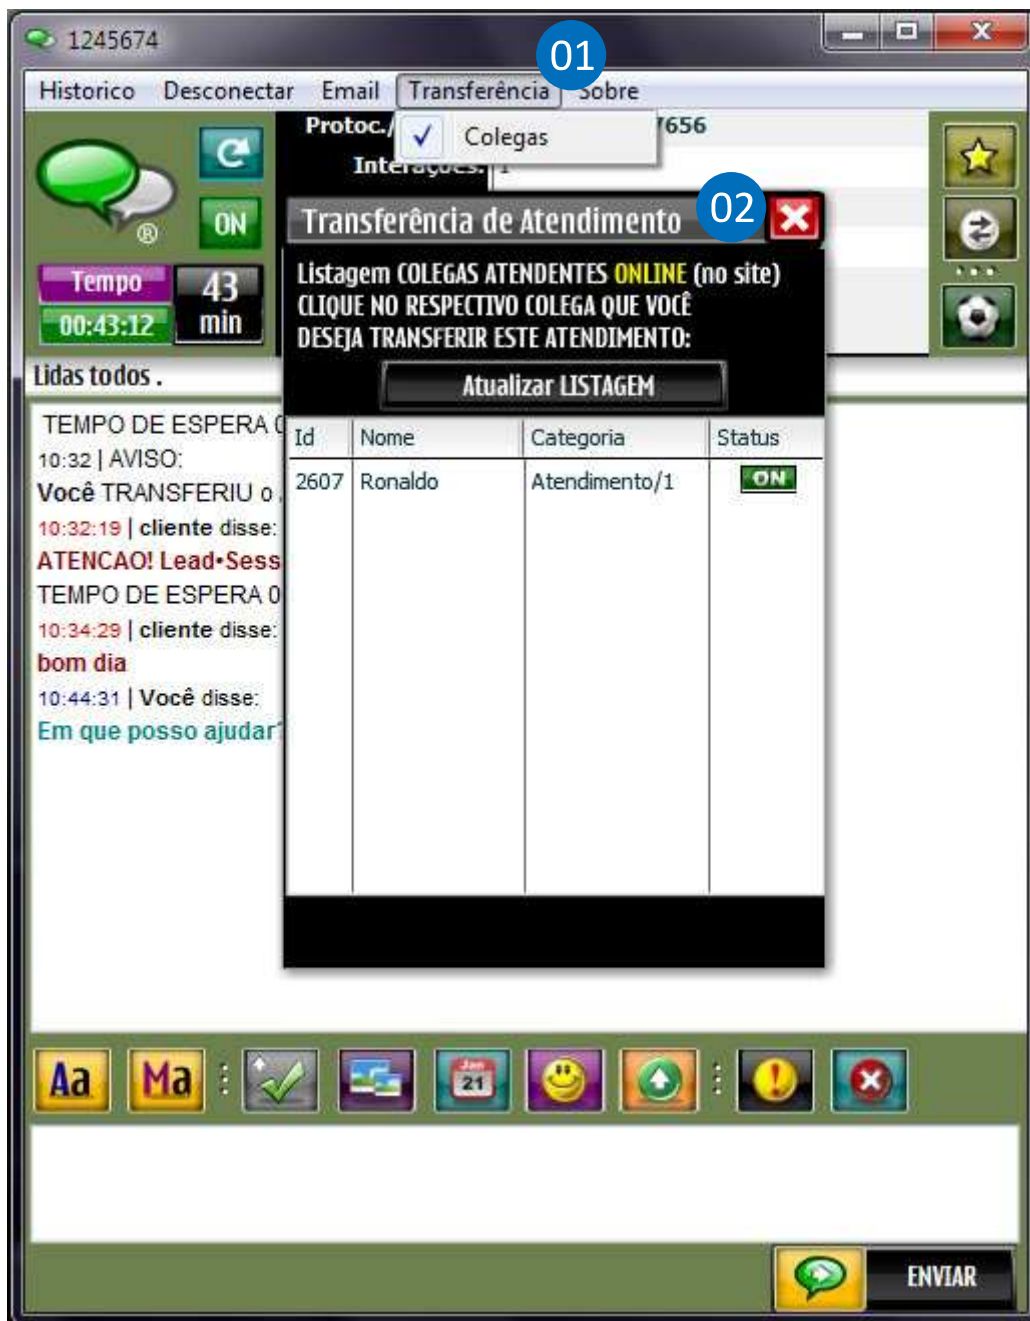 1245674
01
Historico Desconectar Email Transferência Sobre
Protoc./ 7656
Colegas
Interações: 1
®
ON
Tempo
43
min
00:43:12
Transferência de Atendimento
02
Listagem COLEGAS ATENDENTES ONLINE (no site)
CLIQUE NO RESPECTIVO COLEGA QUE VOCÊ
DESEJA TRANSFERIR ESTE ATENDIMENTO:
Atualizar LISTAGEM
Id Nome Categoria Status
2607 Ronaldo Atendimento/1 ON
Lidas todos .
TEMPO DE ESPERA 0
10:32 | AVISO:
Você TRANSFERIU o
10:32:19 | cliente disse:
ATENCAO! Lead•Sess
TEMPO DE ESPERA 0
10:34:29 | cliente disse:
bom dia
10:44:31 | Você disse:
Em que posso ajudar?
Aa Ma
Jan
21
ENVIAR